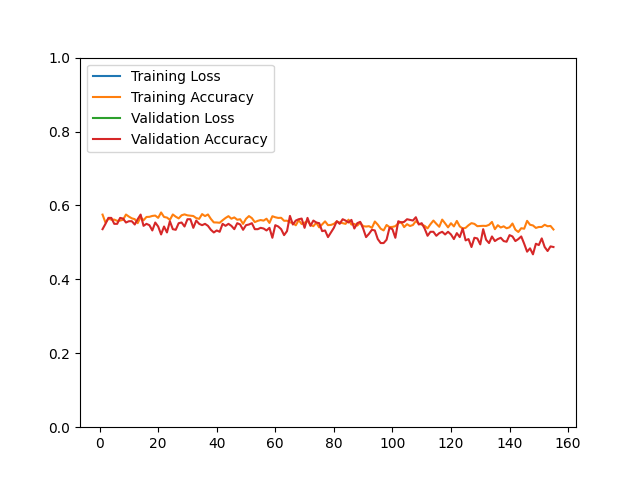 1.0
0.8
0.6
0.4
0.2
0.0
Training Loss
Training Accuracy
Validation Loss
Validation Accuracy
0 20 40 60 80 100 120 140 160